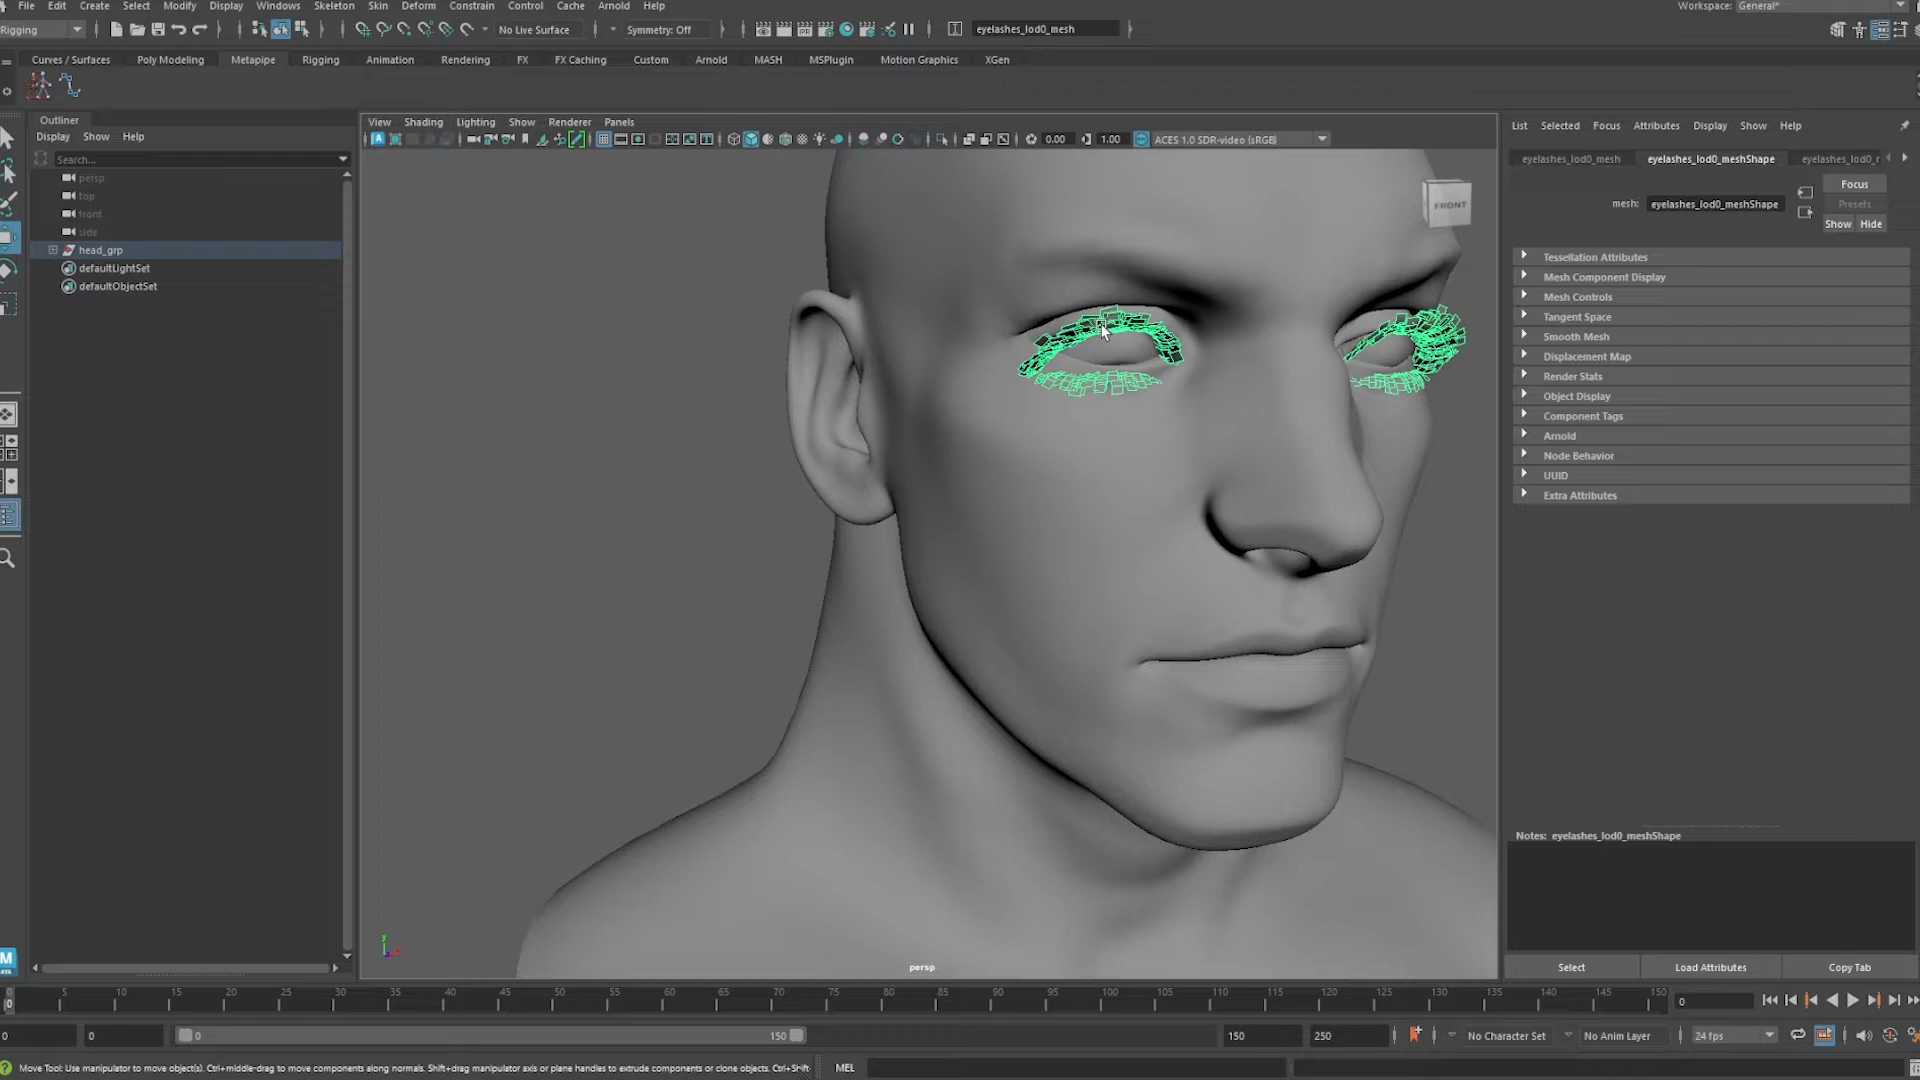 File Edit Create Select Modify Display Windows Skeleton Skin Deform Constrain Control Cache Arnold Help
Workspace: General*
Rigging
No Live Surface
Symmetry: Off
eyelashes_lod0_mesh
Curves / Surfaces Poly Modeling Metapipe Rigging Animation Rendering FX FX Caching Custom Arnold MASH MSPlugin Motion Graphics XGen
Outliner
Display Show Help
Search...
persp
top
front
side
head_grp
defaultLightSet
defaultObjectSet
View Shading Lighting Show Renderer Panels
0.00
1.00
ACES 1.0 SDR-video (sRGB)
FRONT
persp
List Selected Focus Attributes Display Show Help
eyelashes_lod0_mesh eyelashes_lod0_meshShape eyelashes_lod0_r
mesh: eyelashes_lod0_meshShape
Focus
Presets
Show Hide
Tessellation Attributes
Mesh Component Display
Mesh Controls
Tangent Space
Smooth Mesh
Displacement Map
Render Stats
Object Display
Component Tags
Arnold
Node Behavior
UUID
Extra Attributes
Notes: eyelashes_lod0_meshShape
Select Load Attributes Copy Tab
0 5 10 15 20 25 30 35 40 45 50 55 60 65 70 75 80 85 90 95 100 105 110 115 120 125 130 135 140 145 150
0
0
0
0
150
150
250
No Character Set
No Anim Layer
24 fps
Move Tool: Use manipulator to move object(s). Ctrl+middle-drag to move components along normals. Shift+drag manipulator axis or plane handles to extrude components or clone objects. Ctrl+Shift
MEL